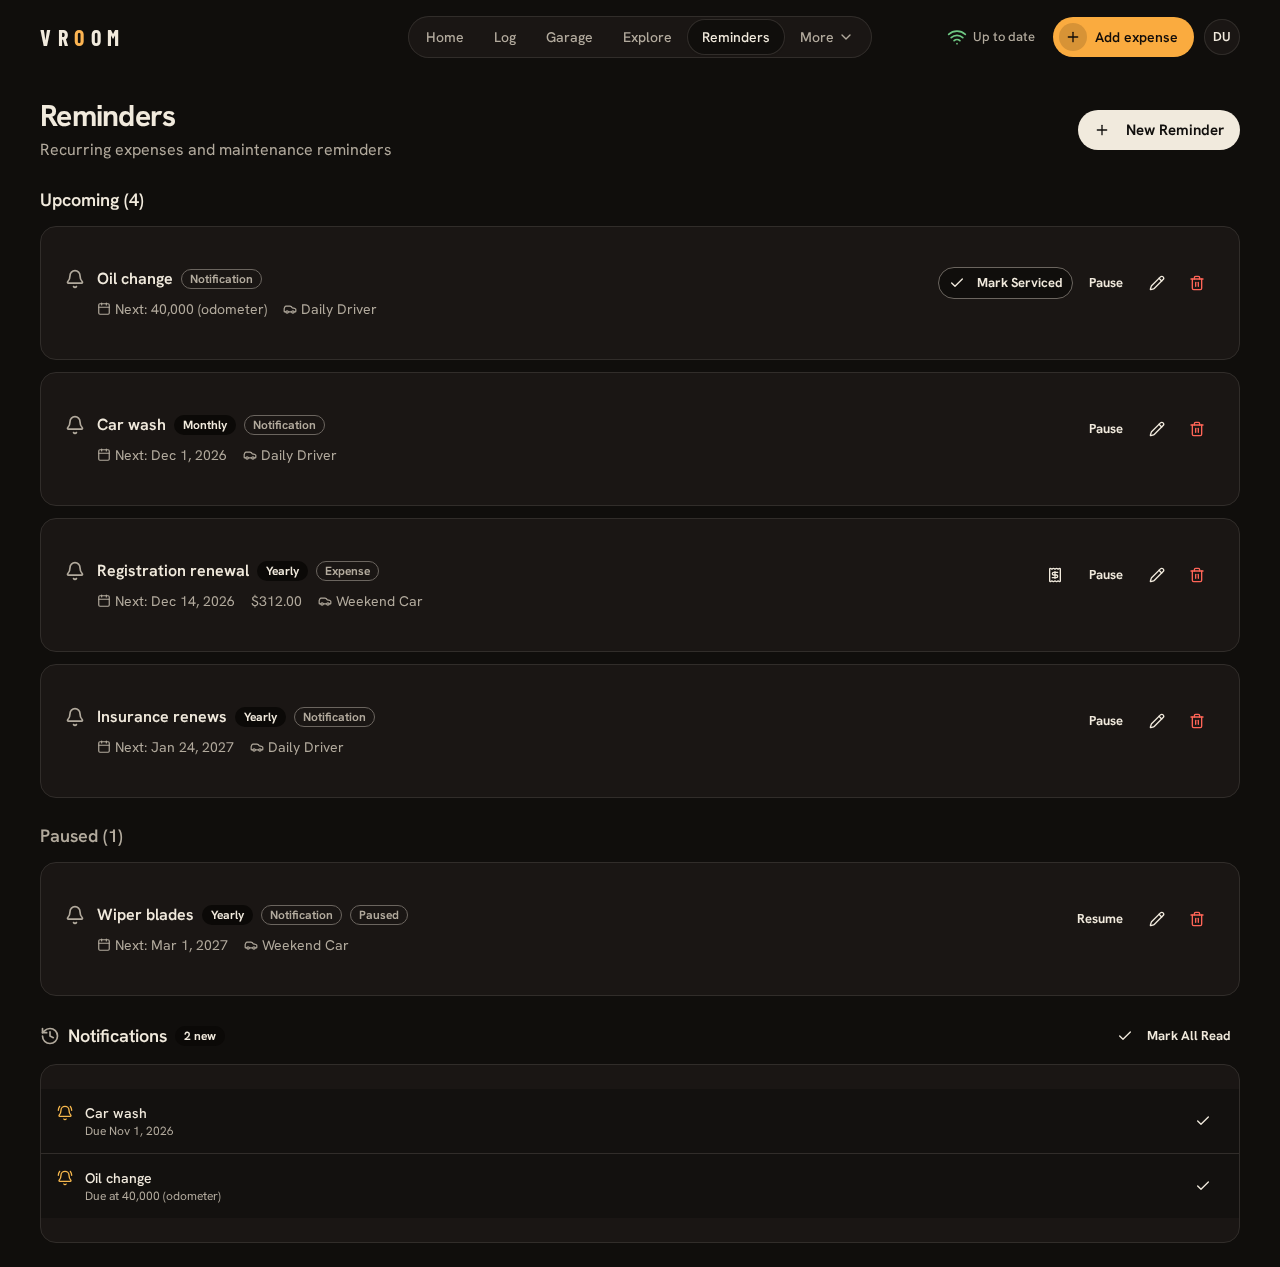 VROOM
Home Log Garage Explore Reminders More
Up to date
Add expense
DU
Reminders
Recurring expenses and maintenance reminders
New Reminder
Upcoming (4)
Oil change Notification
Mark Serviced Pause
Next: 40,000 (odometer) Daily Driver
Car wash Monthly Notification
Pause
Next: Dec 1, 2026 Daily Driver
Registration renewal Yearly Expense
Pause
Next: Dec 14, 2026 $312.00 Weekend Car
Insurance renews Yearly Notification
Pause
Next: Jan 24, 2027 Daily Driver
Paused (1)
Wiper blades Yearly Notification Paused
Resume
Next: Mar 1, 2027 Weekend Car
Notifications 2 new
Mark All Read
Car wash
Due Nov 1, 2026
Oil change
Due at 40,000 (odometer)